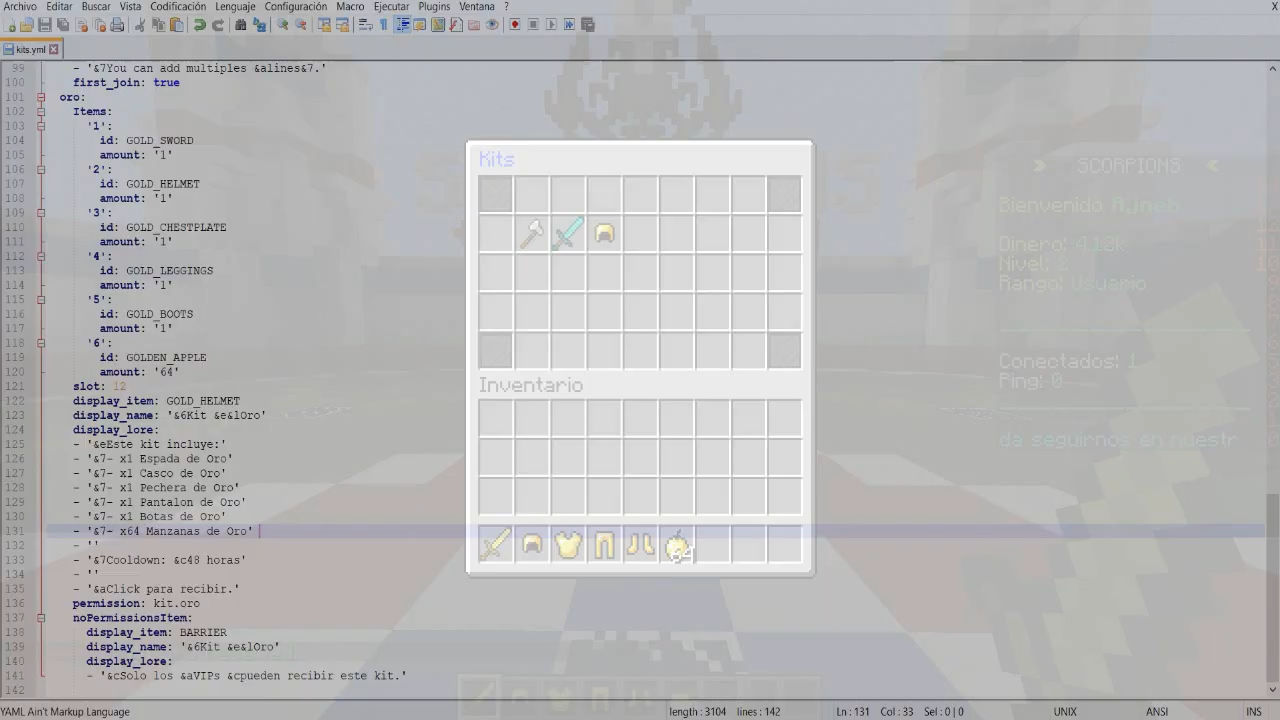 Archivo Editar Buscar Vista Codificación Lenguaje Configuración Macro Ejecutar Plugins Ventana ? X
kits.yml
99 - '&7You can add multiples &alines&7.'
100 first_join: true
101 oro:
102 Items:
103 '1':
104 id: GOLD_SWORD
105 amount: '1'
106 '2':
107 id: GOLD_HELMET
108 amount: '1'
109 '3':
110 id: GOLD_CHESTPLATE
111 amount: '1'
112 '4':
113 id: GOLD_LEGGINGS
114 amount: '1'
115 '5':
116 id: GOLD_BOOTS
117 amount: '1'
118 '6':
119 id: GOLDEN_APPLE
120 amount: '64'
121 slot: 12
122 display_item: GOLD_HELMET
123 display_name: '&6Kit &e&lOro'
124 display_lore:
125 - '&eEste kit incluye:'
126 - '&7- x1 Espada de Oro'
127 - '&7- x1 Casco de Oro'
128 - '&7- x1 Pechera de Oro'
129 - '&7- x1 Pantalon de Oro'
130 - '&7- x1 Botas de Oro'
131 - '&7- x64 Manzanas de Oro'
132 - ''
133 - '&7Cooldown: &c48 horas'
134 - ''
135 - '&aClick para recibir.'
136 permission: kit.oro
137 noPermissionsItem:
138 display_item: BARRIER
139 display_name: '&6Kit &e&lOro'
140 display_lore:
141 - '&cSolo los &aVIPs &cpueden recibir este kit.'
142
Kits
Inventario
64
SCORPIONS
Bienvenido Ajneb
Dinero: 4.12k
Nivel: 2
Rango: Usuario
Conectados: 1
Ping: 0
da seguirnos en nuestr
YAML Ain't Markup Language length : 3104 lines : 142 Ln : 131 Col : 33 Sel : 0 | 0 UNIX ANSI INS